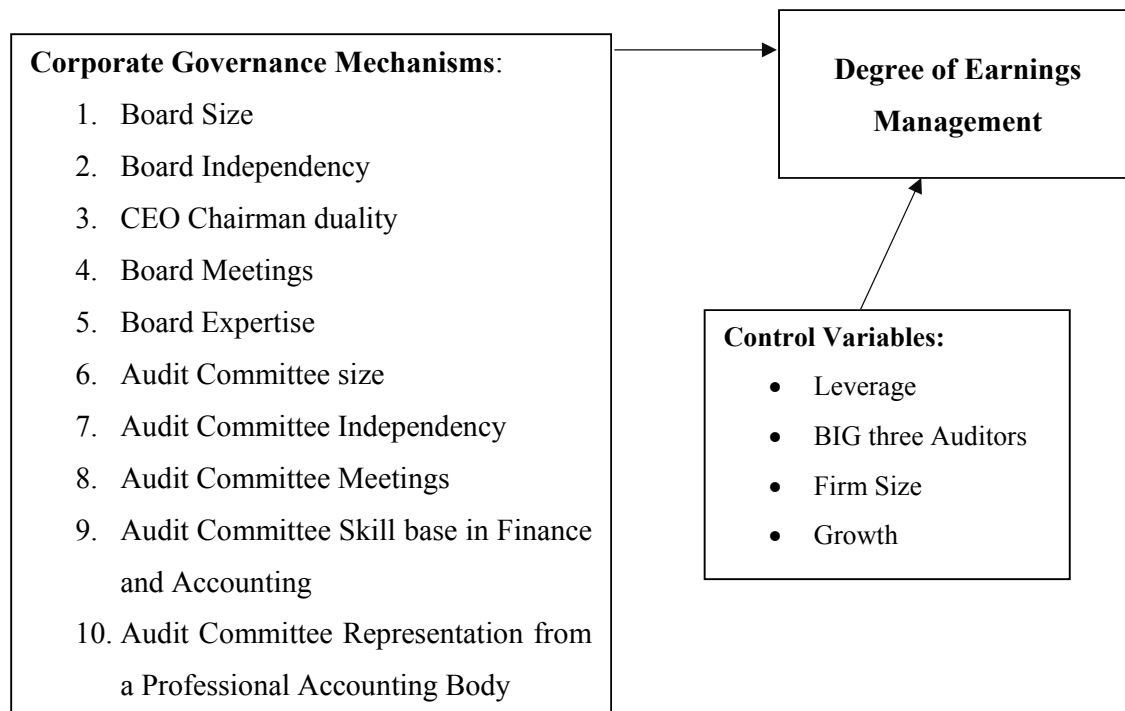 Corporate Governance Mechanisms:
1. Board Size
2. Board Independency
3. CEO Chairman duality
4. Board Meetings
5. Board Expertise
6. Audit Committee size
7. Audit Committee Independency
8. Audit Committee Meetings
9. Audit Committee Skill base in Finance
and Accounting
10. Audit Committee Representation from
a Professional Accounting Body
Degree of Earnings
Management
Control Variables:
• Leverage
• BIG three Auditors
• Firm Size
• Growth